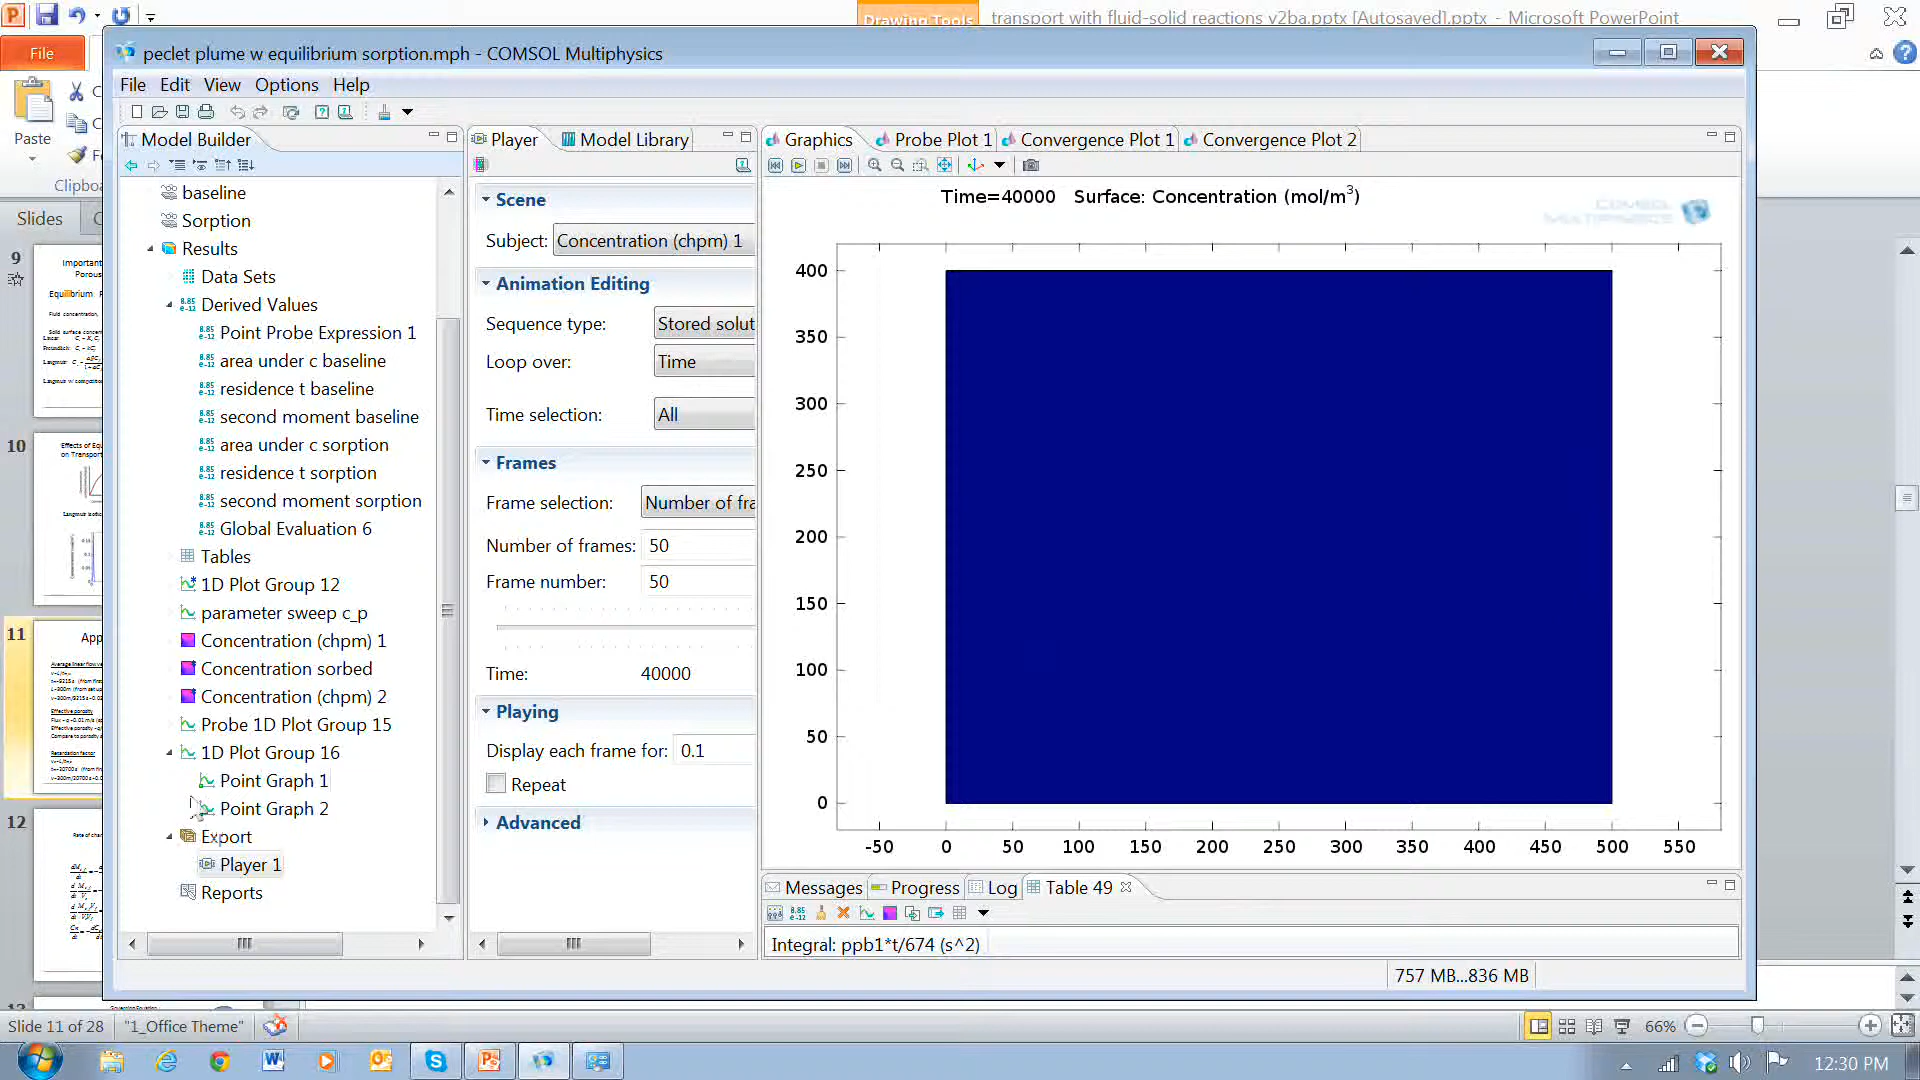 Drawing Tools
transport with fluid-solid reactions v2ba.pptx [Autosaved].pptx - Microsoft PowerPoint
File
peclet plume w equilibrium sorption.mph - COMSOL Multiphysics
File Edit View Options Help
Paste
Clipbo
Slides
Model Builder
baseline
Sorption
Results
Data Sets
Derived Values
Point Probe Expression 1
area under c baseline
residence t baseline
second moment baseline
area under c sorption
residence t sorption
second moment sorption
Global Evaluation 6
Tables
1D Plot Group 12
parameter sweep c_p
Concentration (chpm) 1
Concentration sorbed
Concentration (chpm) 2
Probe 1D Plot Group 15
1D Plot Group 16
Point Graph 1
Point Graph 2
Export
Player 1
Reports
Player Model Library
Scene
Subject: Concentration (chpm) 1
Animation Editing
Sequence type: Stored solut
Loop over: Time
Time selection: All
Frames
Frame selection: Number of fra
Number of frames: 50
Frame number: 50
Time: 40000
Playing
Display each frame for: 0.1
Repeat
Advanced
Graphics Probe Plot 1 Convergence Plot 1 Convergence Plot 2
Time=40000 Surface: Concentration (mol/m³)
COMSOL
MULTIPHYSICS
400
350
300
250
200
150
100
50
0
-50 0 50 100 150 200 250 300 350 400 450 500 550
Messages Progress Log Table 49
Integral: ppb1*t/674 (s^2)
757 MB...836 MB
9
10
11
12
Slide 11 of 28 "1_Office Theme"
66%
12:30 PM